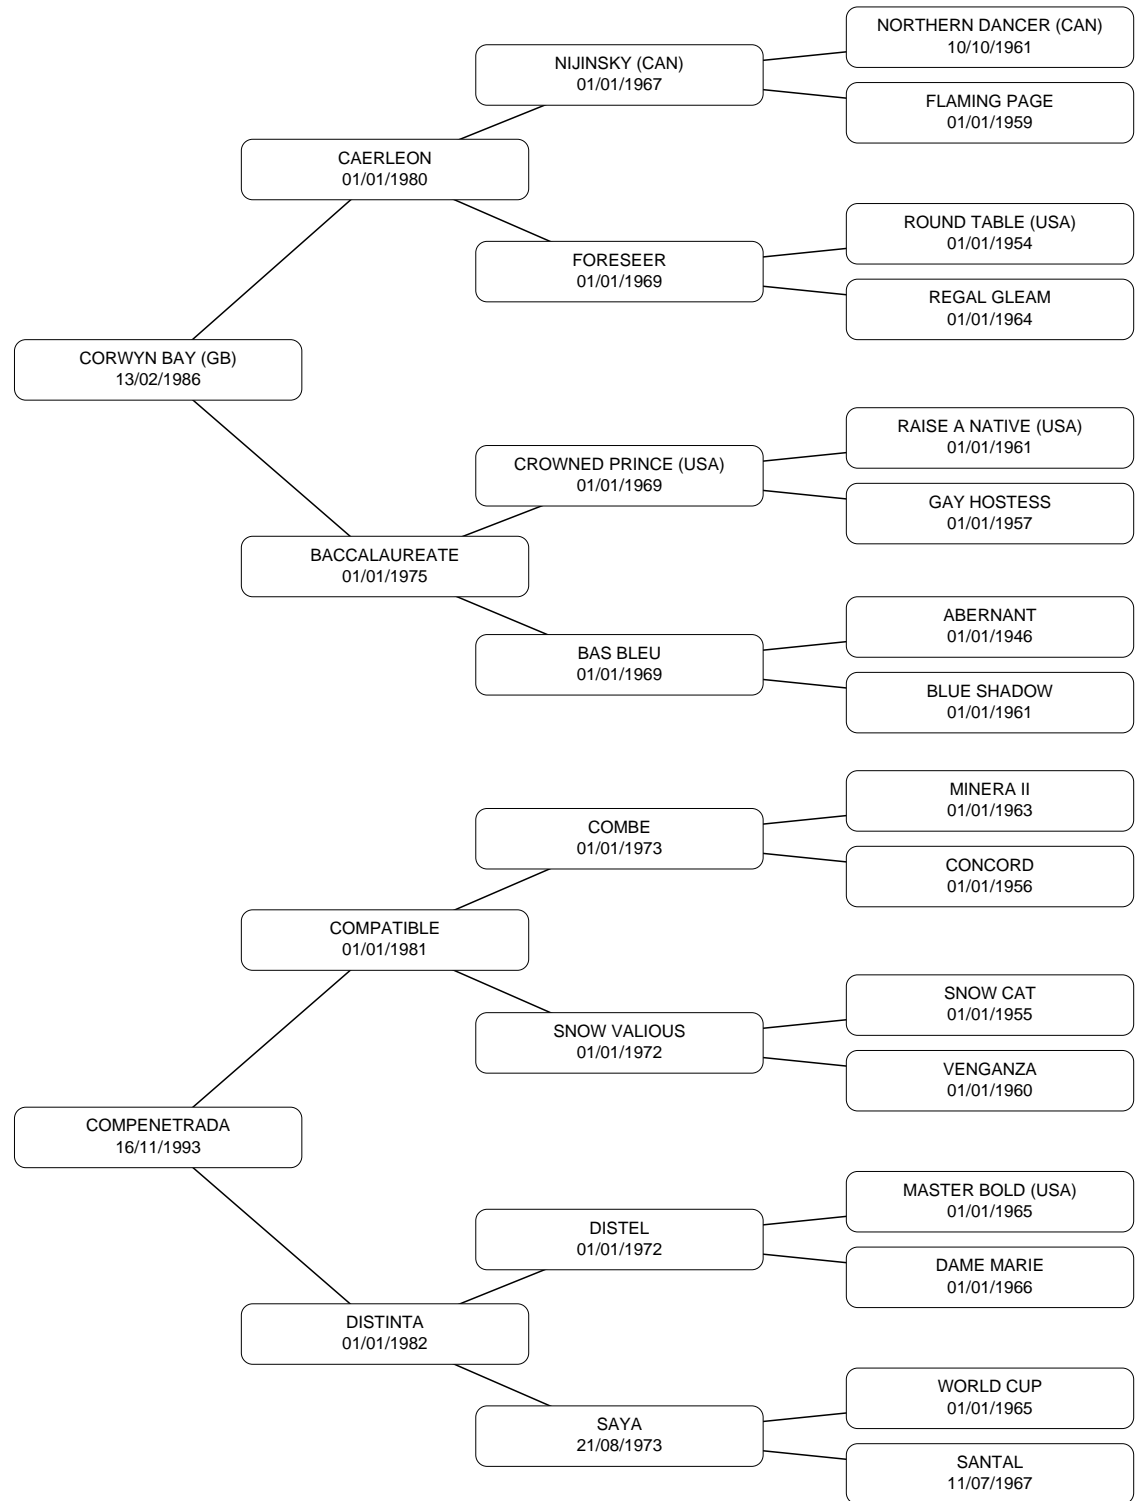 NORTHERN DANCER (CAN)
10/10/1961
NIJINSKY (CAN)
01/01/1967
FLAMING PAGE
01/01/1959
CAERLEON
01/01/1980
ROUND TABLE (USA)
01/01/1954
FORESEER
01/01/1969
REGAL GLEAM
01/01/1964
CORWYN BAY (GB)
13/02/1986
RAISE A NATIVE (USA)
01/01/1961
CROWNED PRINCE (USA)
01/01/1969
GAY HOSTESS
01/01/1957
BACCALAUREATE
01/01/1975
ABERNANT
01/01/1946
BAS BLEU
01/01/1969
BLUE SHADOW
01/01/1961
MINERA II
01/01/1963
COMBE
01/01/1973
CONCORD
01/01/1956
COMPATIBLE
01/01/1981
SNOW CAT
01/01/1955
SNOW VALIOUS
01/01/1972
VENGANZA
01/01/1960
COMPENETRADA
16/11/1993
MASTER BOLD (USA)
01/01/1965
DISTEL
01/01/1972
DAME MARIE
01/01/1966
DISTINTA
01/01/1982
WORLD CUP
01/01/1965
SAYA
21/08/1973
SANTAL
11/07/1967